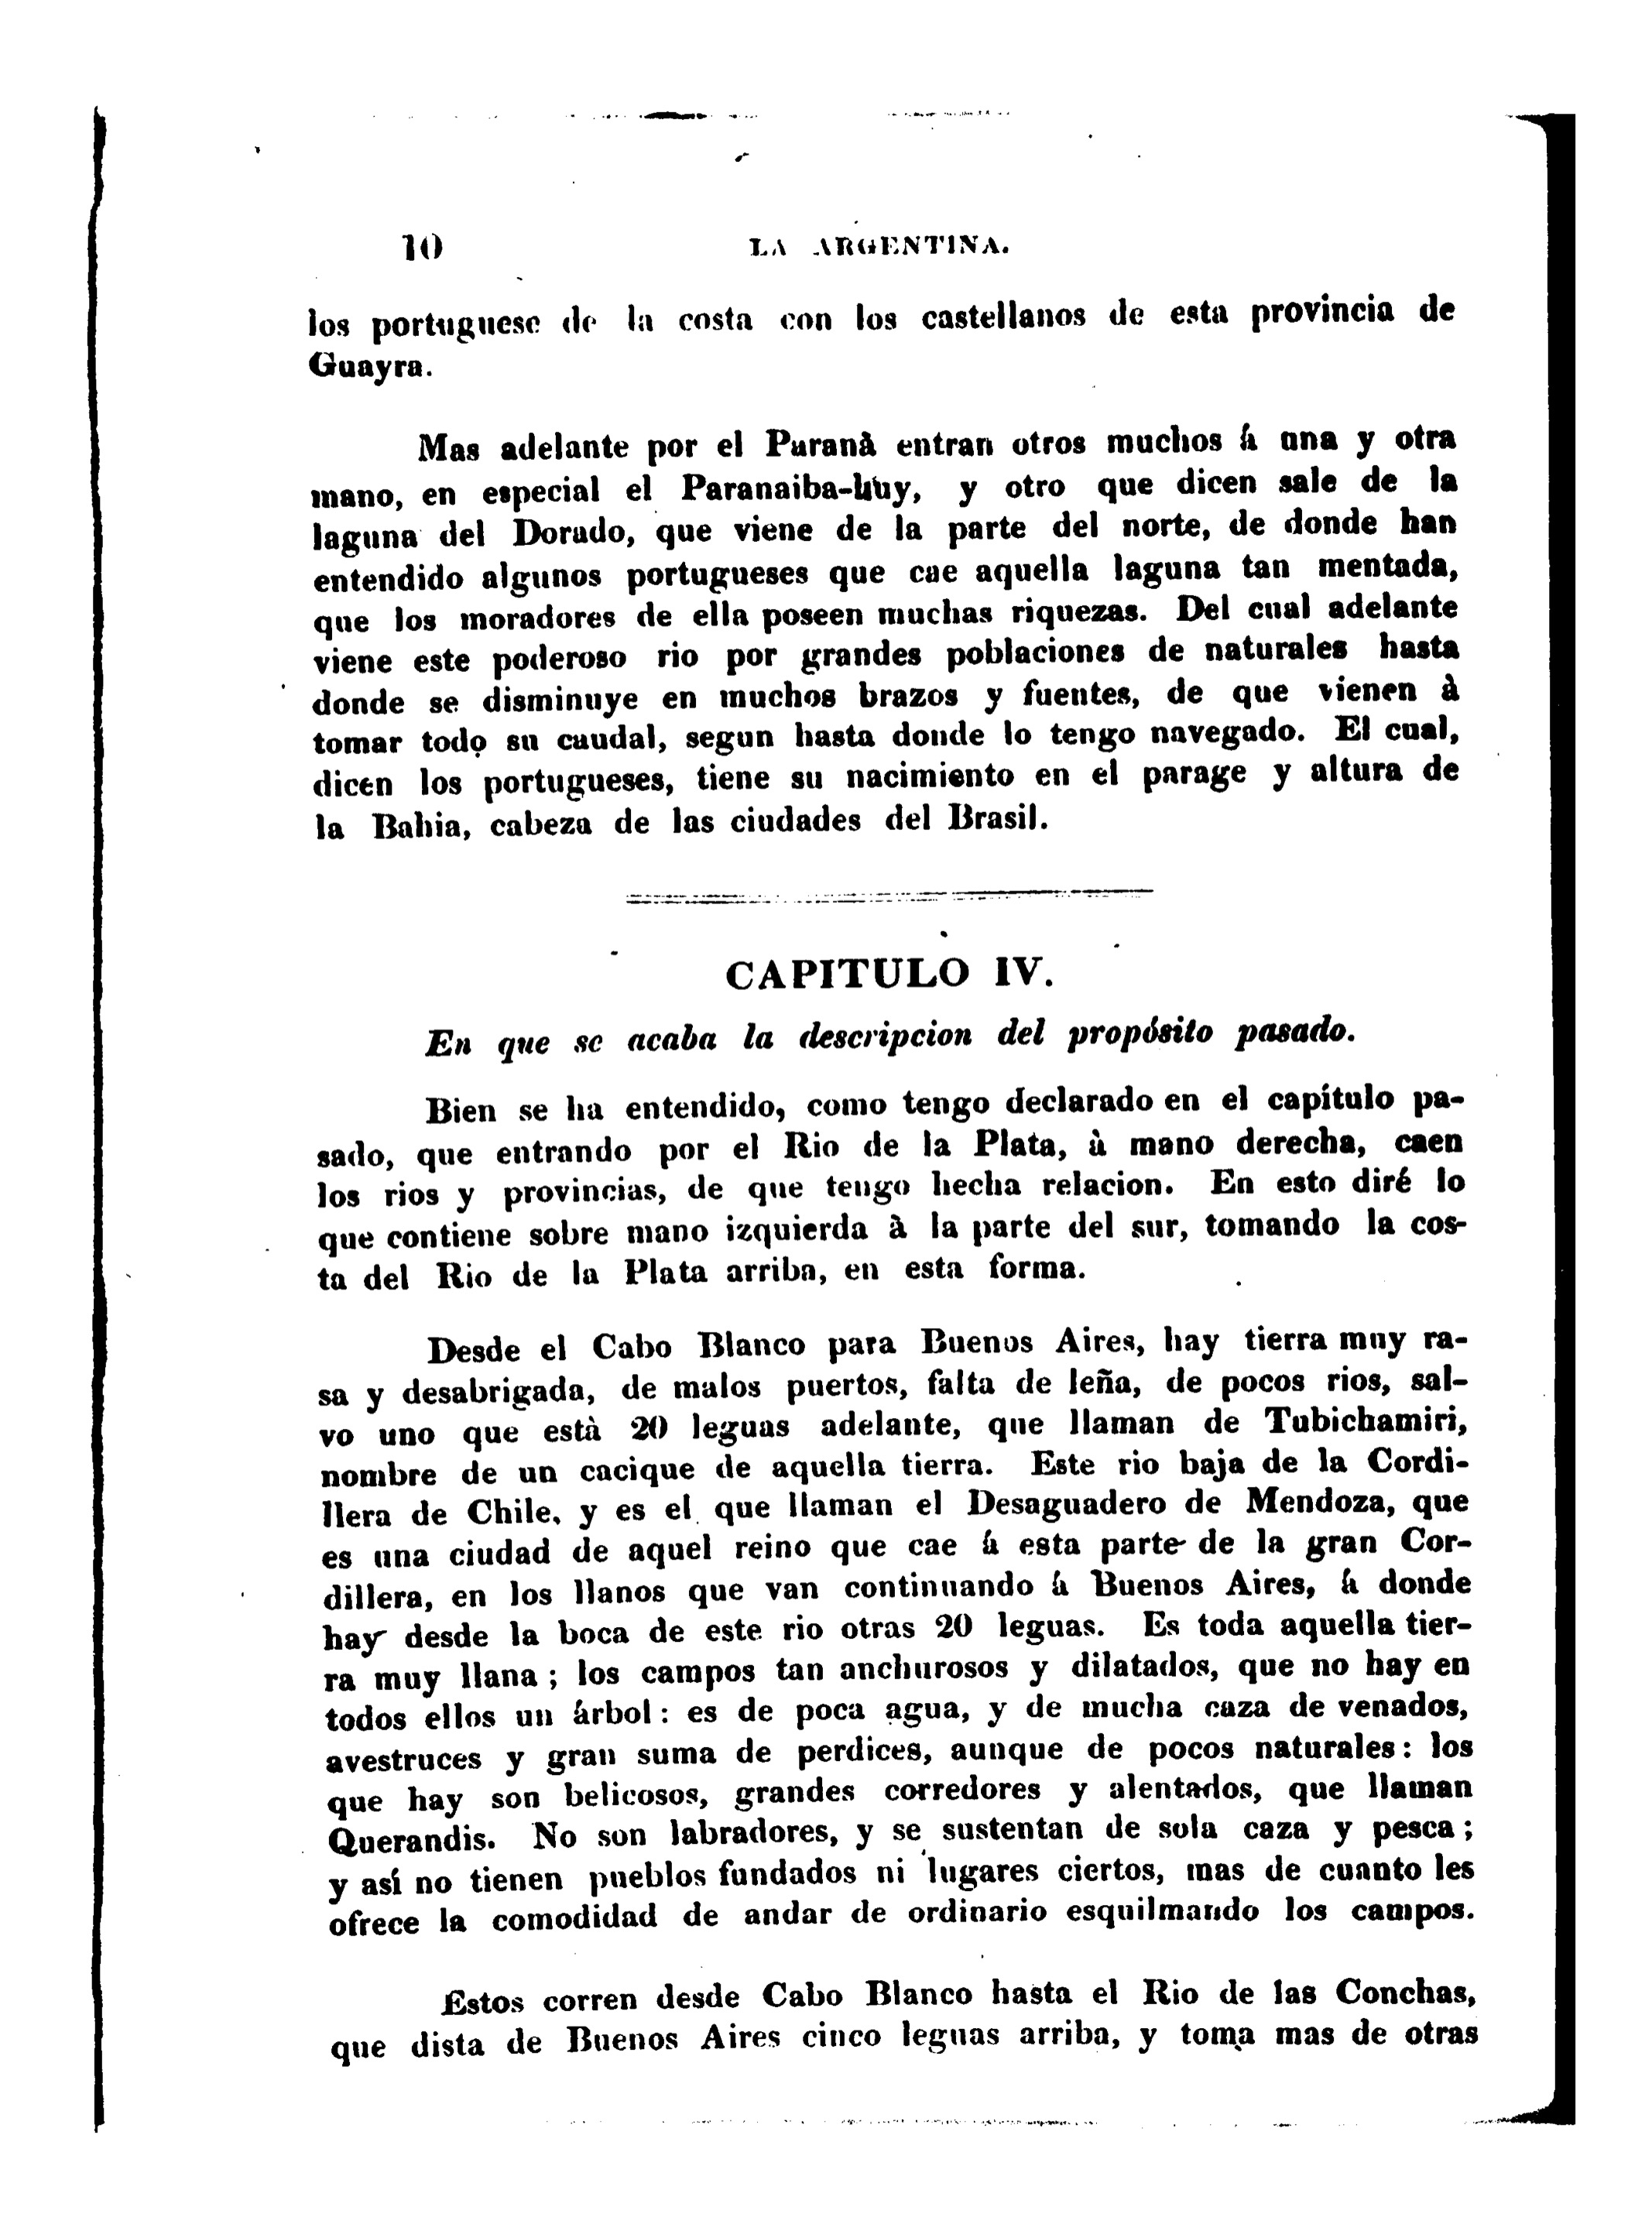 10 LA ARGENTINA.
los portuguese de la costa con los castellanos de esta provincia de
Guayra.
Mas adelante por el Paranà entran otros muchos á una y otra
mano, en especial el Paranaiba-buy, y otro que dicen sale de la
laguna del Dorado, que viene de la parte del norte, de donde han
entendido algunos portugueses que cae aquella laguna tan mentada,
que los moradores de ella poseen muchas riquezas. Del cual adelante
viene este poderoso rio por grandes poblaciones de naturales hasta
donde se disminuye en muchos brazos y fuentes, de que vienen à
tomar todo su caudal, segun hasta donde lo tengo navegado. El cual,
dicen los portugueses, tiene su nacimiento en el parage y altura de
la Bahia, cabeza de las ciudades del Brasil.
CAPITULO IV.
En que se acaba la descripcion del propósito pasado.
Bien se ha entendido, como tengo declarado en el capítulo pa-
sado, que entrando por el Rio de la Plata, à mano derecha, caen
los rios y provincias, de que tengo hecha relacion. En esto diré lo
que contiene sobre mano izquierda à la parte del sur, tomando la cos-
ta del Rio de la Plata arriba, en esta forma.
Desde el Cabo Blanco para Buenos Aires, hay tierra muy ra-
sa y desabrigada, de malos puertos, falta de leña, de pocos rios, sal-
vo uno que està 20 leguas adelante, que llaman de Tubichamiri,
nombre de un cacique de aquella tierra. Este rio baja de la Cordi-
llera de Chile, y es el que llaman el Desaguadero de Mendoza, que
es una ciudad de aquel reino que cae á esta parte de la gran Cor-
dillera, en los llanos que van continuando á Buenos Aires, á donde
hay desde la boca de este rio otras 20 leguas. Es toda aquella tier-
ra muy llana; los campos tan anchurosos y dilatados, que no hay en
todos ellos un árbol: es de poca agua, y de mucha caza de venados,
avestruces y gran suma de perdices, aunque de pocos naturales: los
que hay son belicosos, grandes corredores y alentados, que llaman
Querandis. No son labradores, y se sustentan de sola caza y pesca;
y así no tienen pueblos fundados ni lugares ciertos, mas de cuanto les
ofrece la comodidad de andar de ordinario esquilmando los campos.
Estos corren desde Cabo Blanco hasta el Rio de las Conchas,
que dista de Buenos Aires cinco leguas arriba, y toma mas de otras